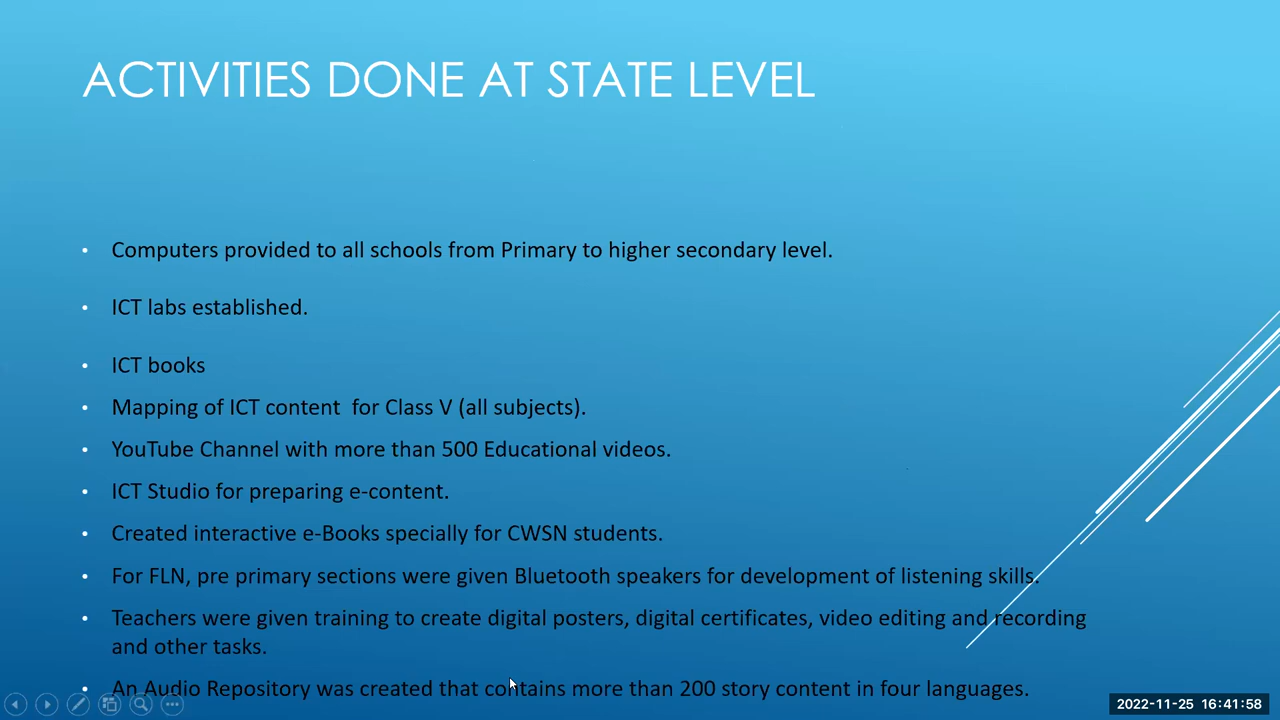 ACTIVITIES DONE AT STATE LEVEL
• Computers provided to all schools from Primary to higher secondary level.
• ICT labs established.
• ICT books
• Mapping of ICT content  for Class V (all subjects).
• YouTube Channel with more than 500 Educational videos.
• ICT Studio for preparing e-content.
• Created interactive e-Books specially for CWSN students.
• For FLN, pre primary sections were given Bluetooth speakers for development of listening skills.
• Teachers were given training to create digital posters, digital certificates, video editing and recording
and other tasks.
• An Audio Repository was created that contains more than 200 story content in four languages.
2022-11-25 16:41:58